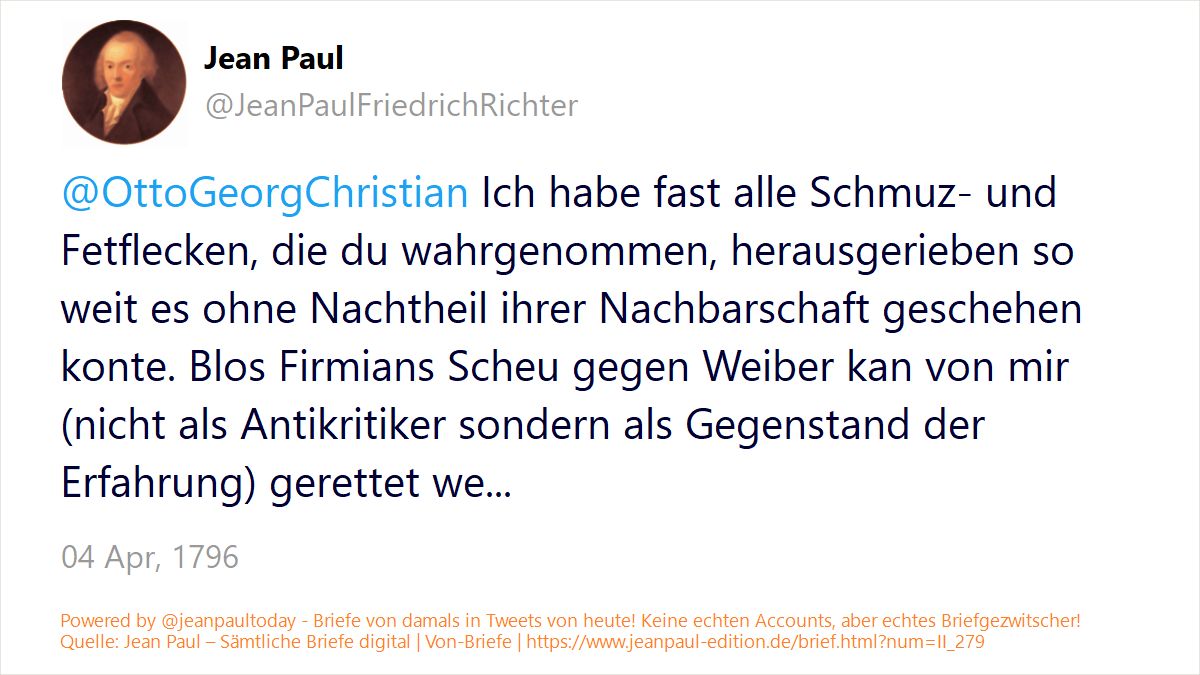 Jean Paul
@JeanPaulFriedrichRichter
@OttoGeorgChristian Ich habe fast alle Schmuz- und
Fetflecken, die du wahrgenommen, herausgerieben so
weit es ohne Nachtheil ihrer Nachbarschaft geschehen
konte. Blos Firmians Scheu gegen Weiber kan von mir
(nicht als Antikritiker sondern als Gegenstand der
Erfahrung) gerettet we...
04 Apr, 1796
Powered by @jeanpaultoday - Briefe von damals in Tweets von heute! Keine echten Accounts, aber echtes Briefgezwitscher!
Quelle: Jean Paul – Sämtliche Briefe digital | Von-Briefe | https://www.jeanpaul-edition.de/brief.html?num=II_279